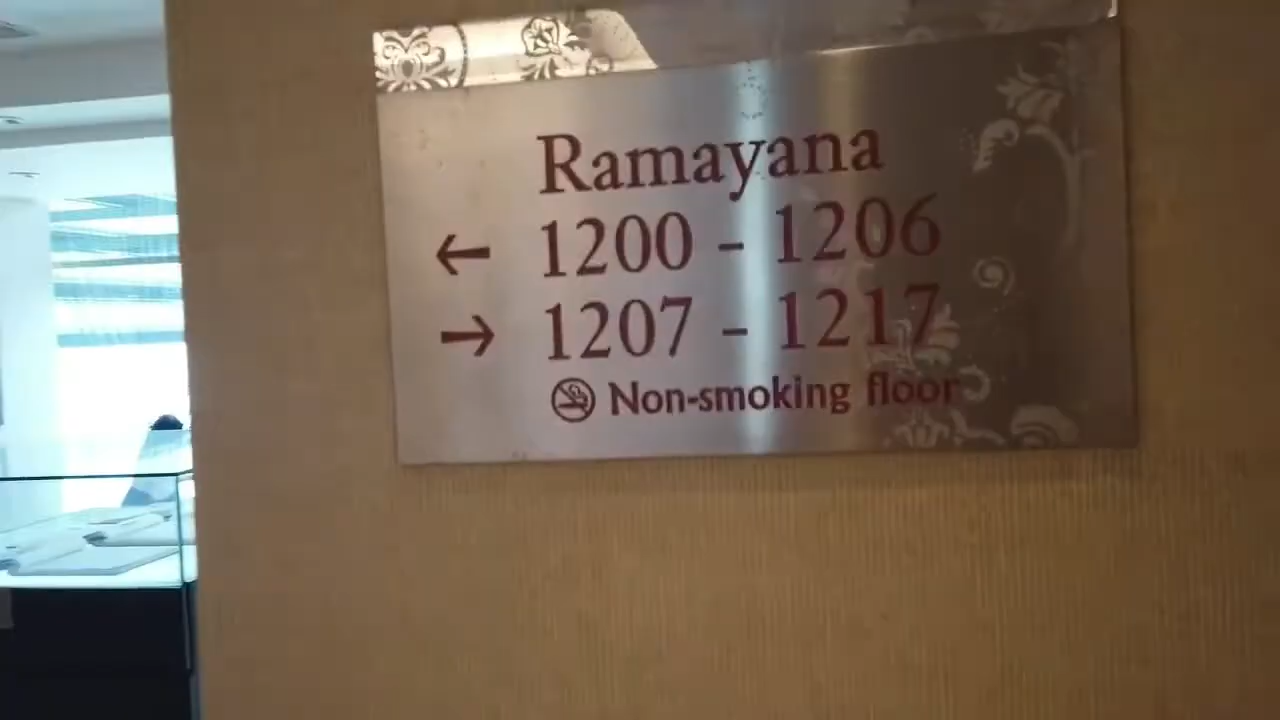 Ramayana
← 1200 - 1206
→ 1207 - 1217
Non-smoking floor